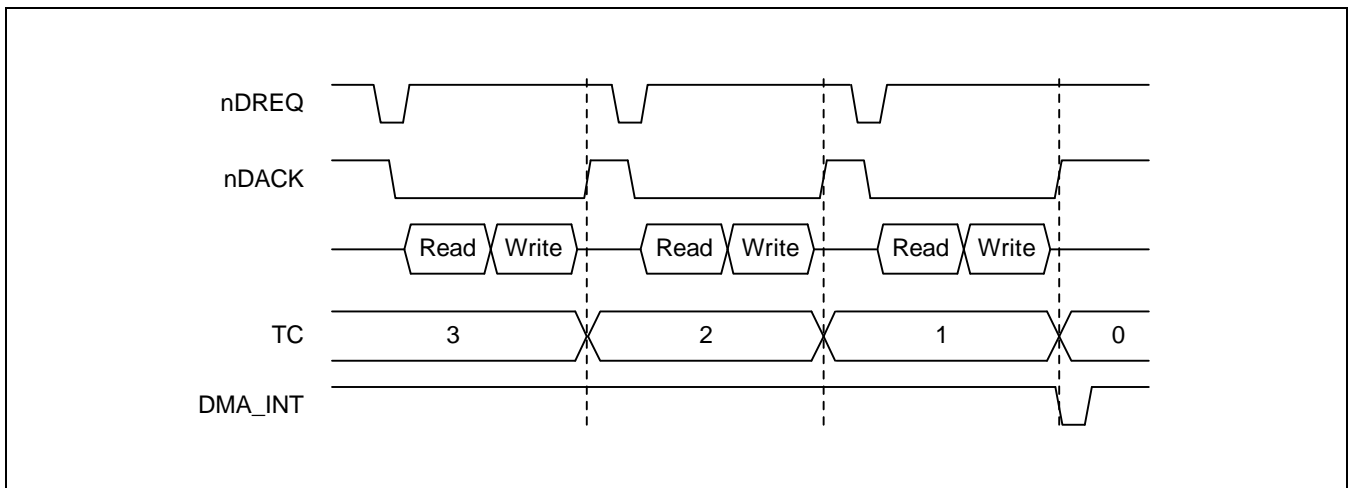 nDREQ
nDACK
Read Write Read Write Read Write
TC 3 2 1 0
DMA_INT